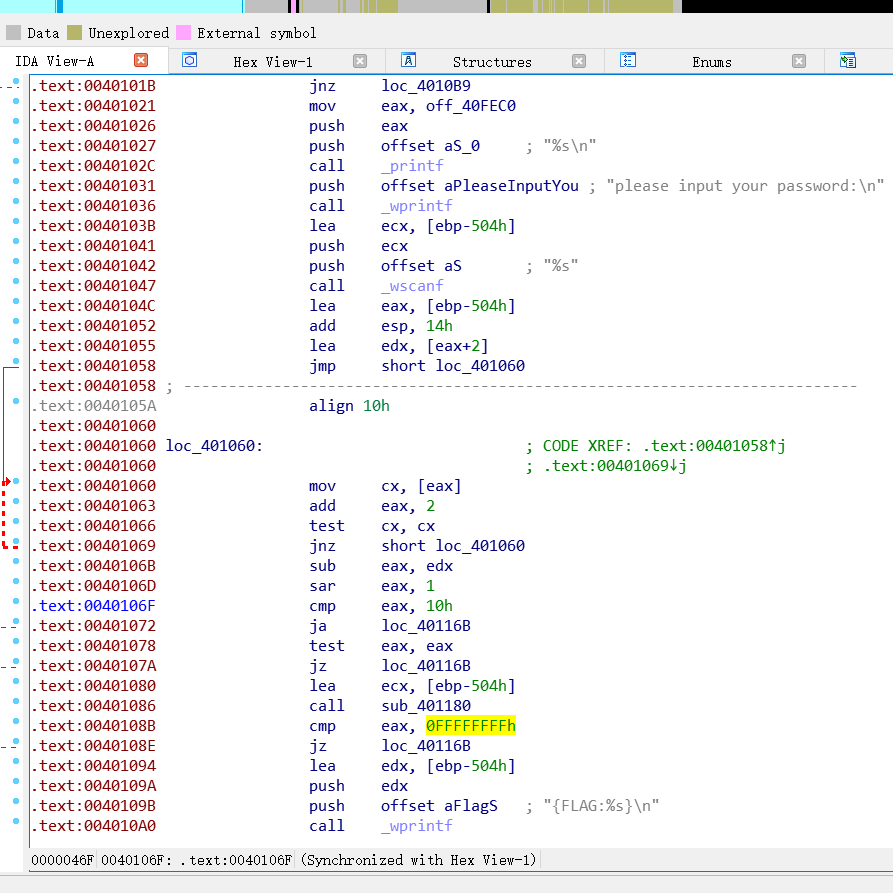 Data Unexplored External symbol
IDA View-A Hex View-1 Structures Enums
.text:0040101B jnz loc_4010B9
.text:00401021 mov eax, off_40FEC0
.text:00401026 push eax
.text:00401027 push offset aS_0 ; "%s\n"
.text:0040102C call _printf
.text:00401031 push offset aPleaseInputYou ; "please input your password:\n"
.text:00401036 call _wprintf
.text:0040103B lea ecx, [ebp-504h]
.text:00401041 push ecx
.text:00401042 push offset aS ; "%s"
.text:00401047 call _wscanf
.text:0040104C lea eax, [ebp-504h]
.text:00401052 add esp, 14h
.text:00401055 lea edx, [eax+2]
.text:00401058 jmp short loc_401060
.text:00401058 ; ---------------------------------------------------------------------------
.text:0040105A align 10h
.text:00401060
.text:00401060 loc_401060: ; CODE XREF: .text:00401058↑j
.text:00401060 ; .text:00401069↓j
.text:00401060 mov cx, [eax]
.text:00401063 add eax, 2
.text:00401066 test cx, cx
.text:00401069 jnz short loc_401060
.text:0040106B sub eax, edx
.text:0040106D sar eax, 1
.text:0040106F cmp eax, 10h
.text:00401072 ja loc_40116B
.text:00401078 test eax, eax
.text:0040107A jz loc_40116B
.text:00401080 lea ecx, [ebp-504h]
.text:00401086 call sub_401180
.text:0040108B cmp eax, 0FFFFFFFFh
.text:0040108E jz loc_40116B
.text:00401094 lea edx, [ebp-504h]
.text:0040109A push edx
.text:0040109B push offset aFlagS ; "{FLAG:%s}\n"
.text:004010A0 call _wprintf
0000046F 0040106F: .text:0040106F (Synchronized with Hex View-1)